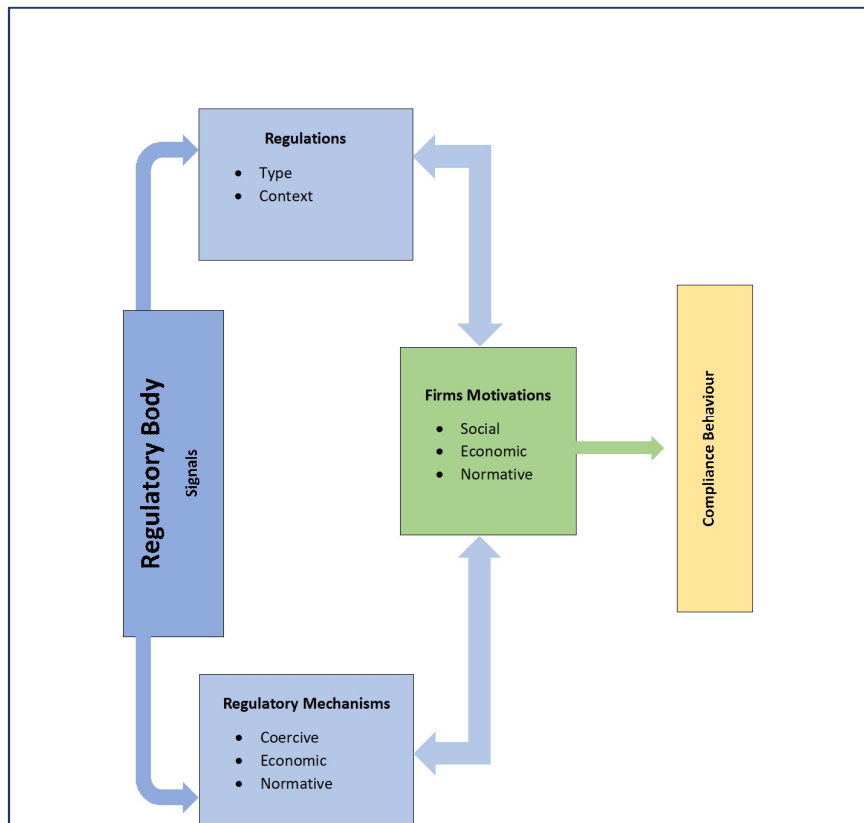 Regulations
• Type
• Context
Regulatory Body
Signals
Firms Motivations
• Social
• Economic
• Normative
Compliance Behaviour
Regulatory Mechanisms
• Coercive
• Economic
• Normative